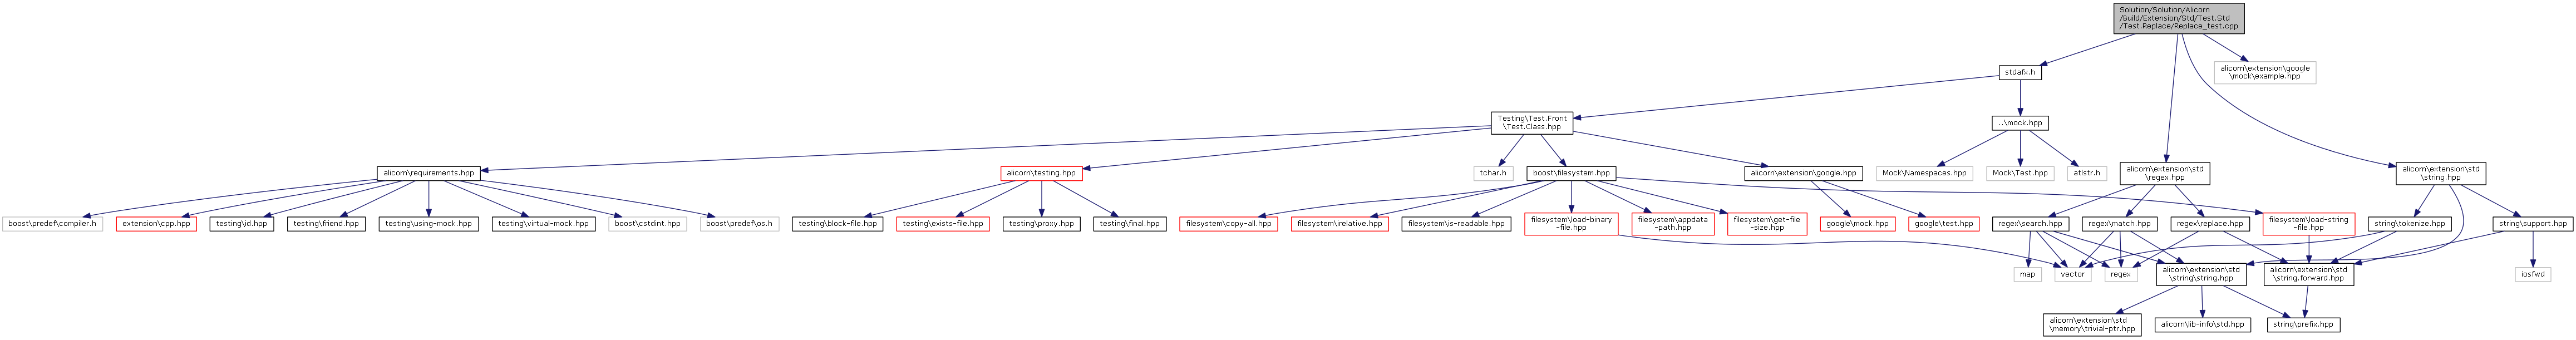 Solution/Solution/Alicorn
/Build/Extension/Std/Test.Std
/Test.Replace/Replace_test.cpp
stdafx.h
alicorn\extension\google
\mock\example.hpp
Testing\Test.Front
\Test.Class.hpp
..\mock.hpp
alicorn\requirements.hpp
alicorn\testing.hpp
tchar.h
boost\filesystem.hpp
alicorn\extension\google.hpp
Mock\Namespaces.hpp
Mock\Test.hpp
atlstr.h
alicorn\extension\std
\regex.hpp
alicorn\extension\std
\string.hpp
boost\predef\compiler.h
extension\cpp.hpp
testing\id.hpp
testing\friend.hpp
testing\using-mock.hpp
testing\virtual-mock.hpp
boost\cstdint.hpp
boost\predef\os.h
testing\block-file.hpp
testing\exists-file.hpp
testing\proxy.hpp
testing\final.hpp
filesystem\copy-all.hpp
filesystem\irelative.hpp
filesystem\is-readable.hpp
filesystem\load-binary
-file.hpp
filesystem\appdata
-path.hpp
filesystem\get-file
-size.hpp
google\mock.hpp
google\test.hpp
regex\search.hpp
regex\match.hpp
regex\replace.hpp
filesystem\load-string
-file.hpp
string\tokenize.hpp
string\support.hpp
map
vector
regex
alicorn\extension\std
\string\string.hpp
alicorn\extension\std
\string.forward.hpp
iosfwd
alicorn\extension\std
\memory\trivial-ptr.hpp
alicorn\lib-info\std.hpp
string\prefix.hpp